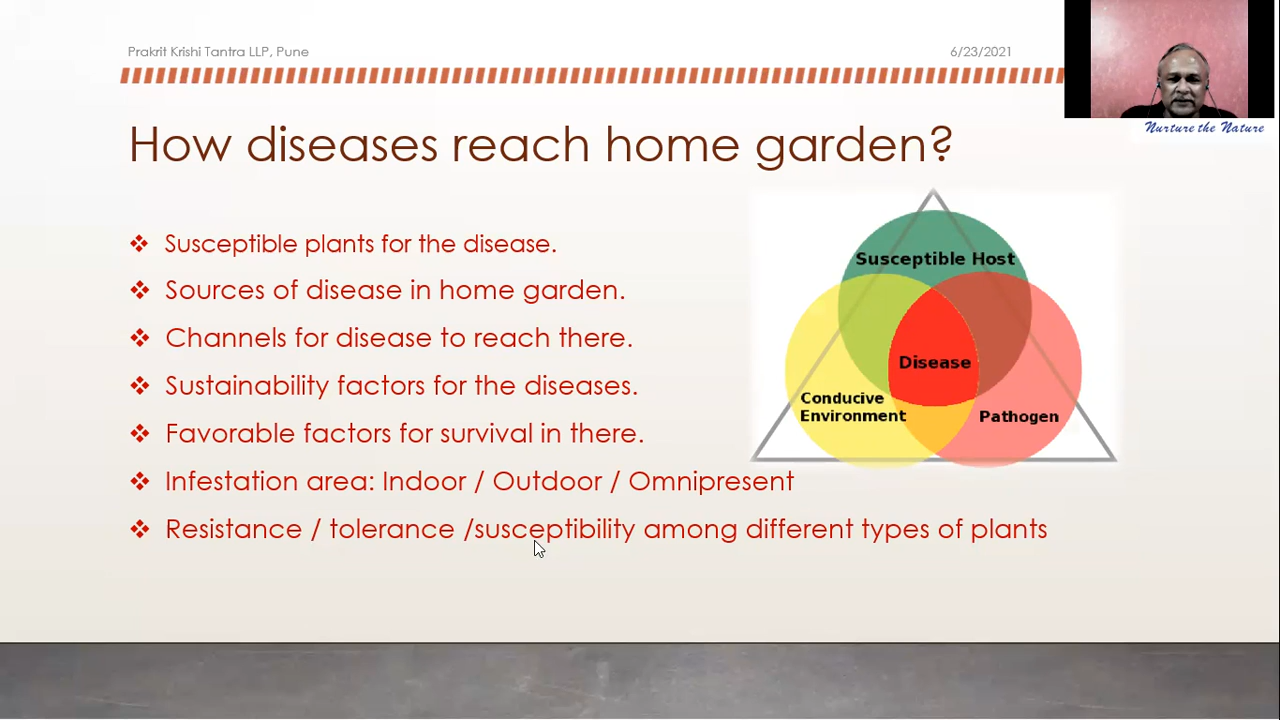 Prakrit Krishi Tantra LLP, Pune
6/23/2021
Nurture the Nature
How diseases reach home garden?
Susceptible plants for the disease.
Sources of disease in home garden.
Channels for disease to reach there.
Sustainability factors for the diseases.
Favorable factors for survival in there.
Infestation area: Indoor / Outdoor / Omnipresent
Resistance / tolerance /susceptibility among different types of plants
Susceptible Host
Disease
Conducive
Environment
Pathogen